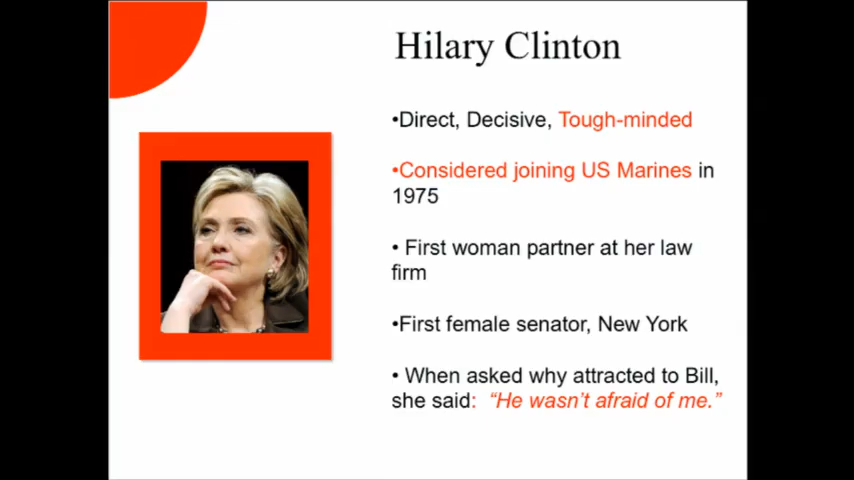 Hilary Clinton
•Direct, Decisive, Tough-minded
•Considered joining US Marines in
1975
• First woman partner at her law
firm
•First female senator, New York
• When asked why attracted to Bill,
she said: “He wasn’t afraid of me.”